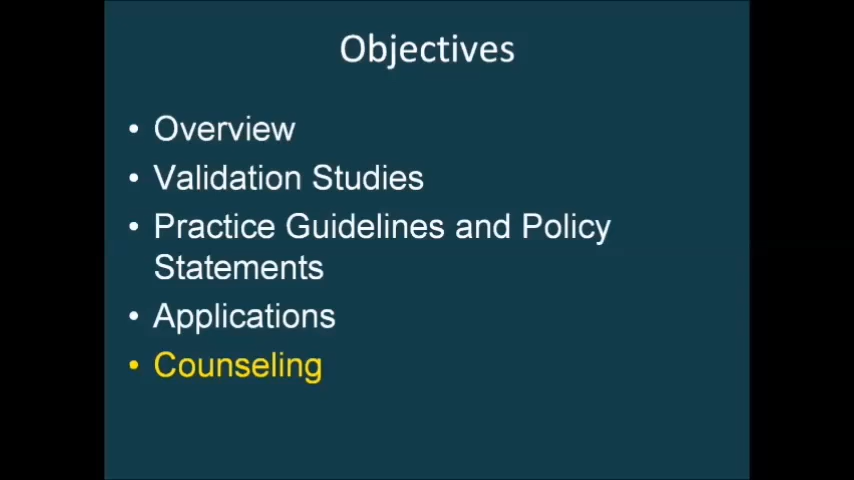 Objectives
• Overview
• Validation Studies
• Practice Guidelines and Policy
Statements
• Applications
• Counseling